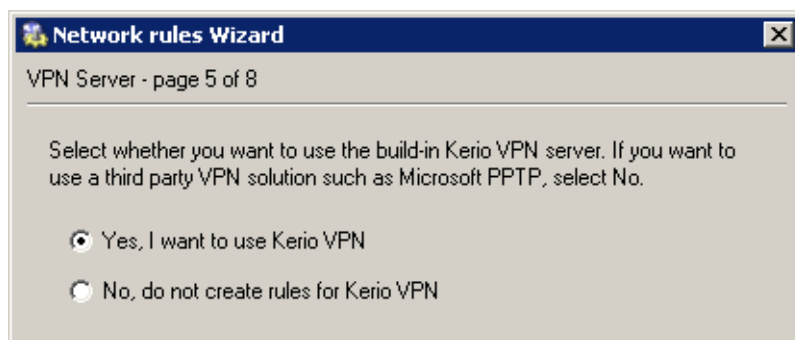 Network rules Wizard
VPN Server - page 5 of 8
Select whether you want to use the build-in Kerio VPN server. If you want to
use a third party VPN solution such as Microsoft PPTP, select No.
Yes, I want to use Kerio VPN
No, do not create rules for Kerio VPN